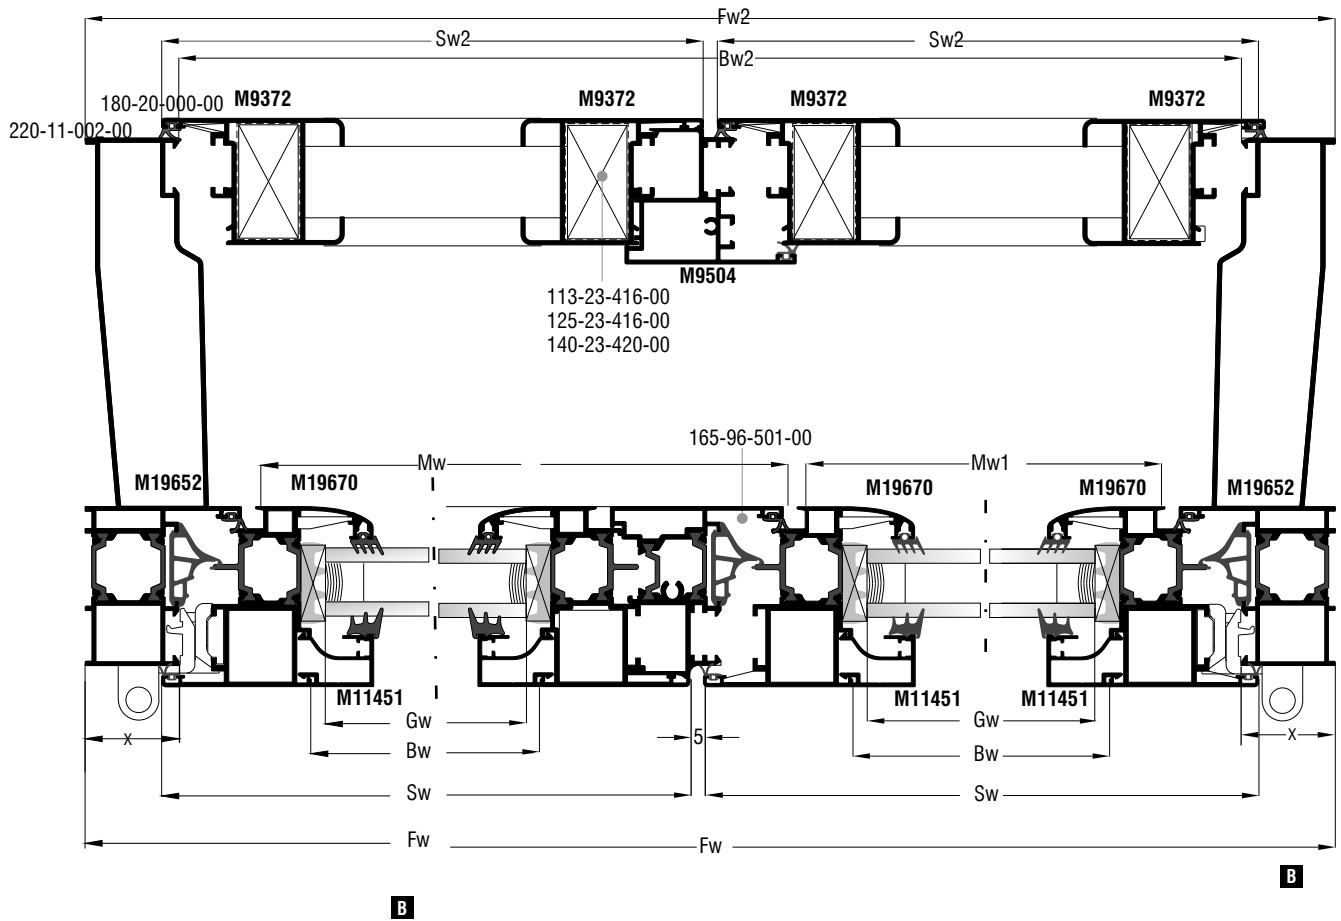 Fw2
Sw2
Sw2
Bw2
180-20-000-00
M9372
M9372
M9372
M9372
220-11-002-00
M9504
113-23-416-00
125-23-416-00
140-23-420-00
165-96-501-00
Mw
Mw1
M19652
M19670
M19670
M19670
M19652
M11451
M11451
M11451
Gw
Gw
x
5
x
Bw
Bw
Sw
Sw
Fw
Fw
B
B